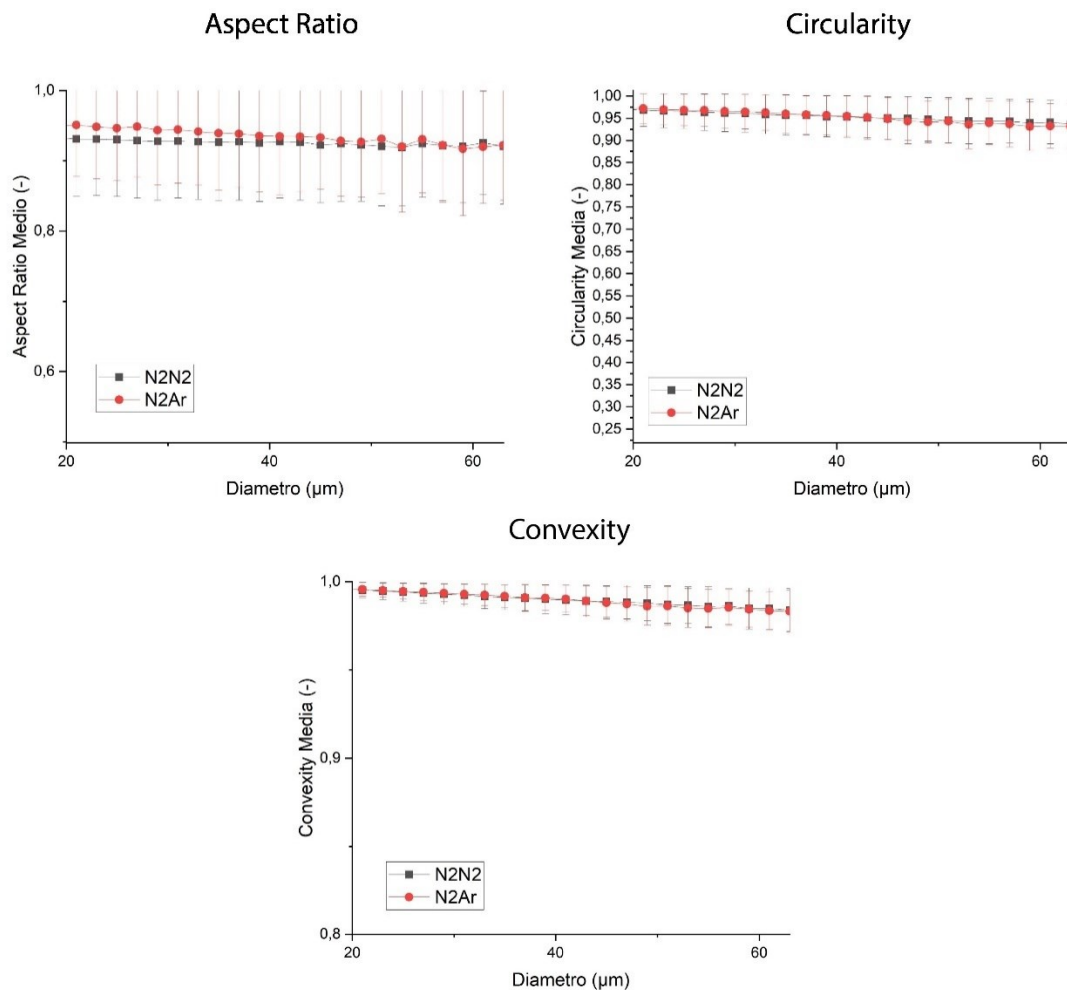 Aspect Ratio
1,0
0,8
0,6
Aspect Ratio Medio (-)
N2N2
N2Ar
20
40
60
Diametro (µm)
Circularity
1,00
0,95
0,90
0,85
0,80
0,75
0,70
0,65
0,60
0,55
0,50
0,45
0,40
0,35
0,30
0,25
Circularity Media (-)
N2N2
N2Ar
20
40
60
Diametro (µm)
Convexity
1,0
0,9
0,8
Convexity Media (-)
N2N2
N2Ar
20
40
60
Diametro (µm)